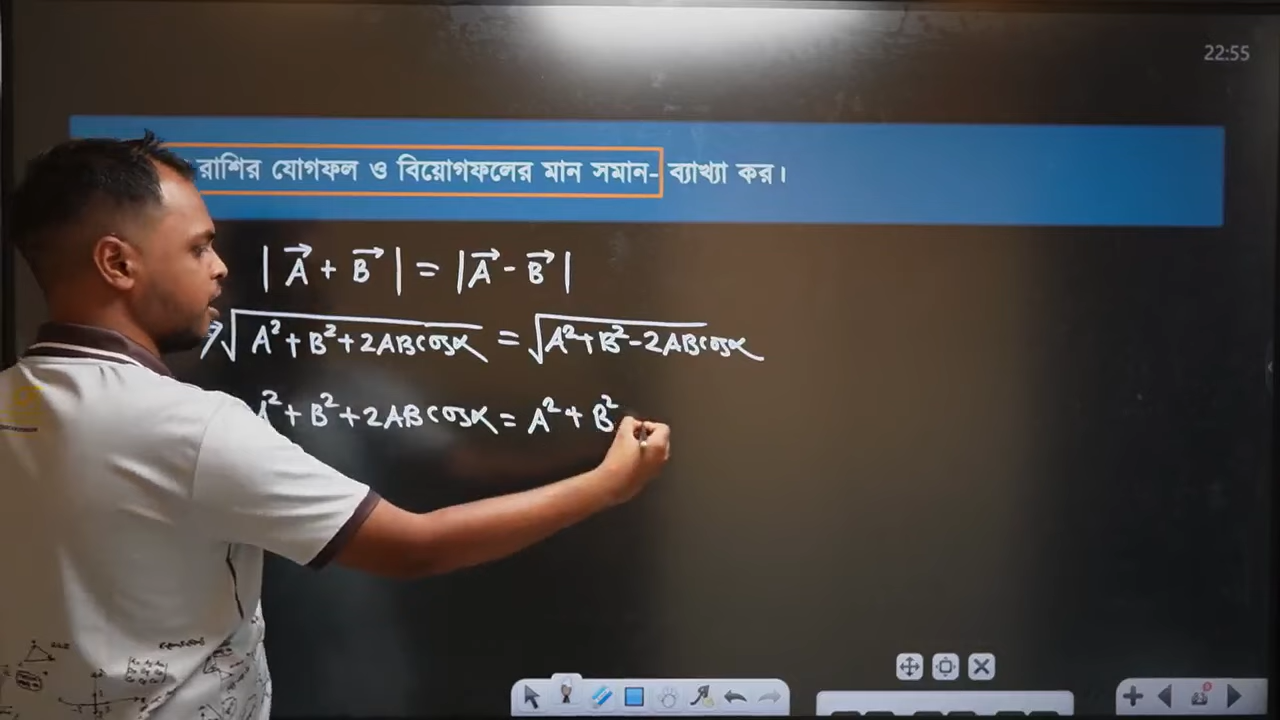 22:55
রাশির যোগফল ও বিয়োগফলের মান সমান- ব্যাখ্যা কর।
|A⃗ + B⃗| = |A⃗ - B⃗|
⇒ √(A² + B² + 2ABcosα) = √(A² + B² - 2ABcosα)
A² + B² + 2ABcosα = A² + B²